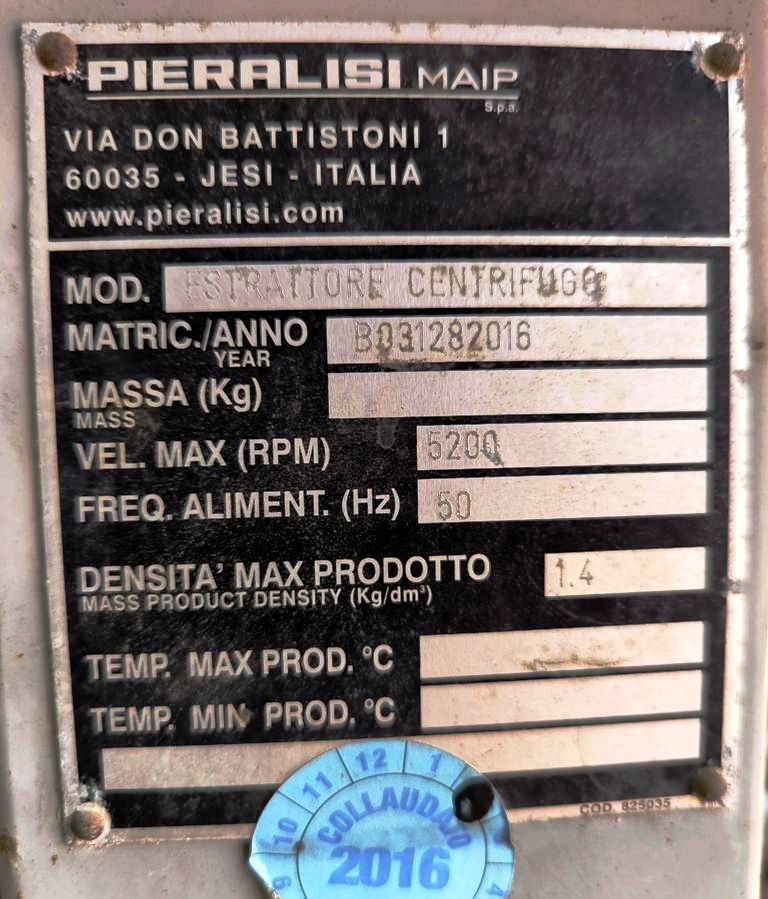 PIERALISI MAIP
S.p.a.
VIA DON BATTISTONI 1
60035 - JESI - ITALIA
www.pieralisi.com
MOD. ESTRATTORE CENTRIFUGO
MATRIC./ANNO B031282016
YEAR
MASSA (Kg)
MASS
VEL. MAX (RPM) 5200
FREQ. ALIMENT. (Hz) 50
DENSITA' MAX PRODOTTO 1.4
MASS PRODUCT DENSITY (Kg/dm³)
TEMP. MAX PROD. °C
TEMP. MIN PROD. °C
COD. 825035
9 10 11 12 1 4
COLLAUDATO
2016